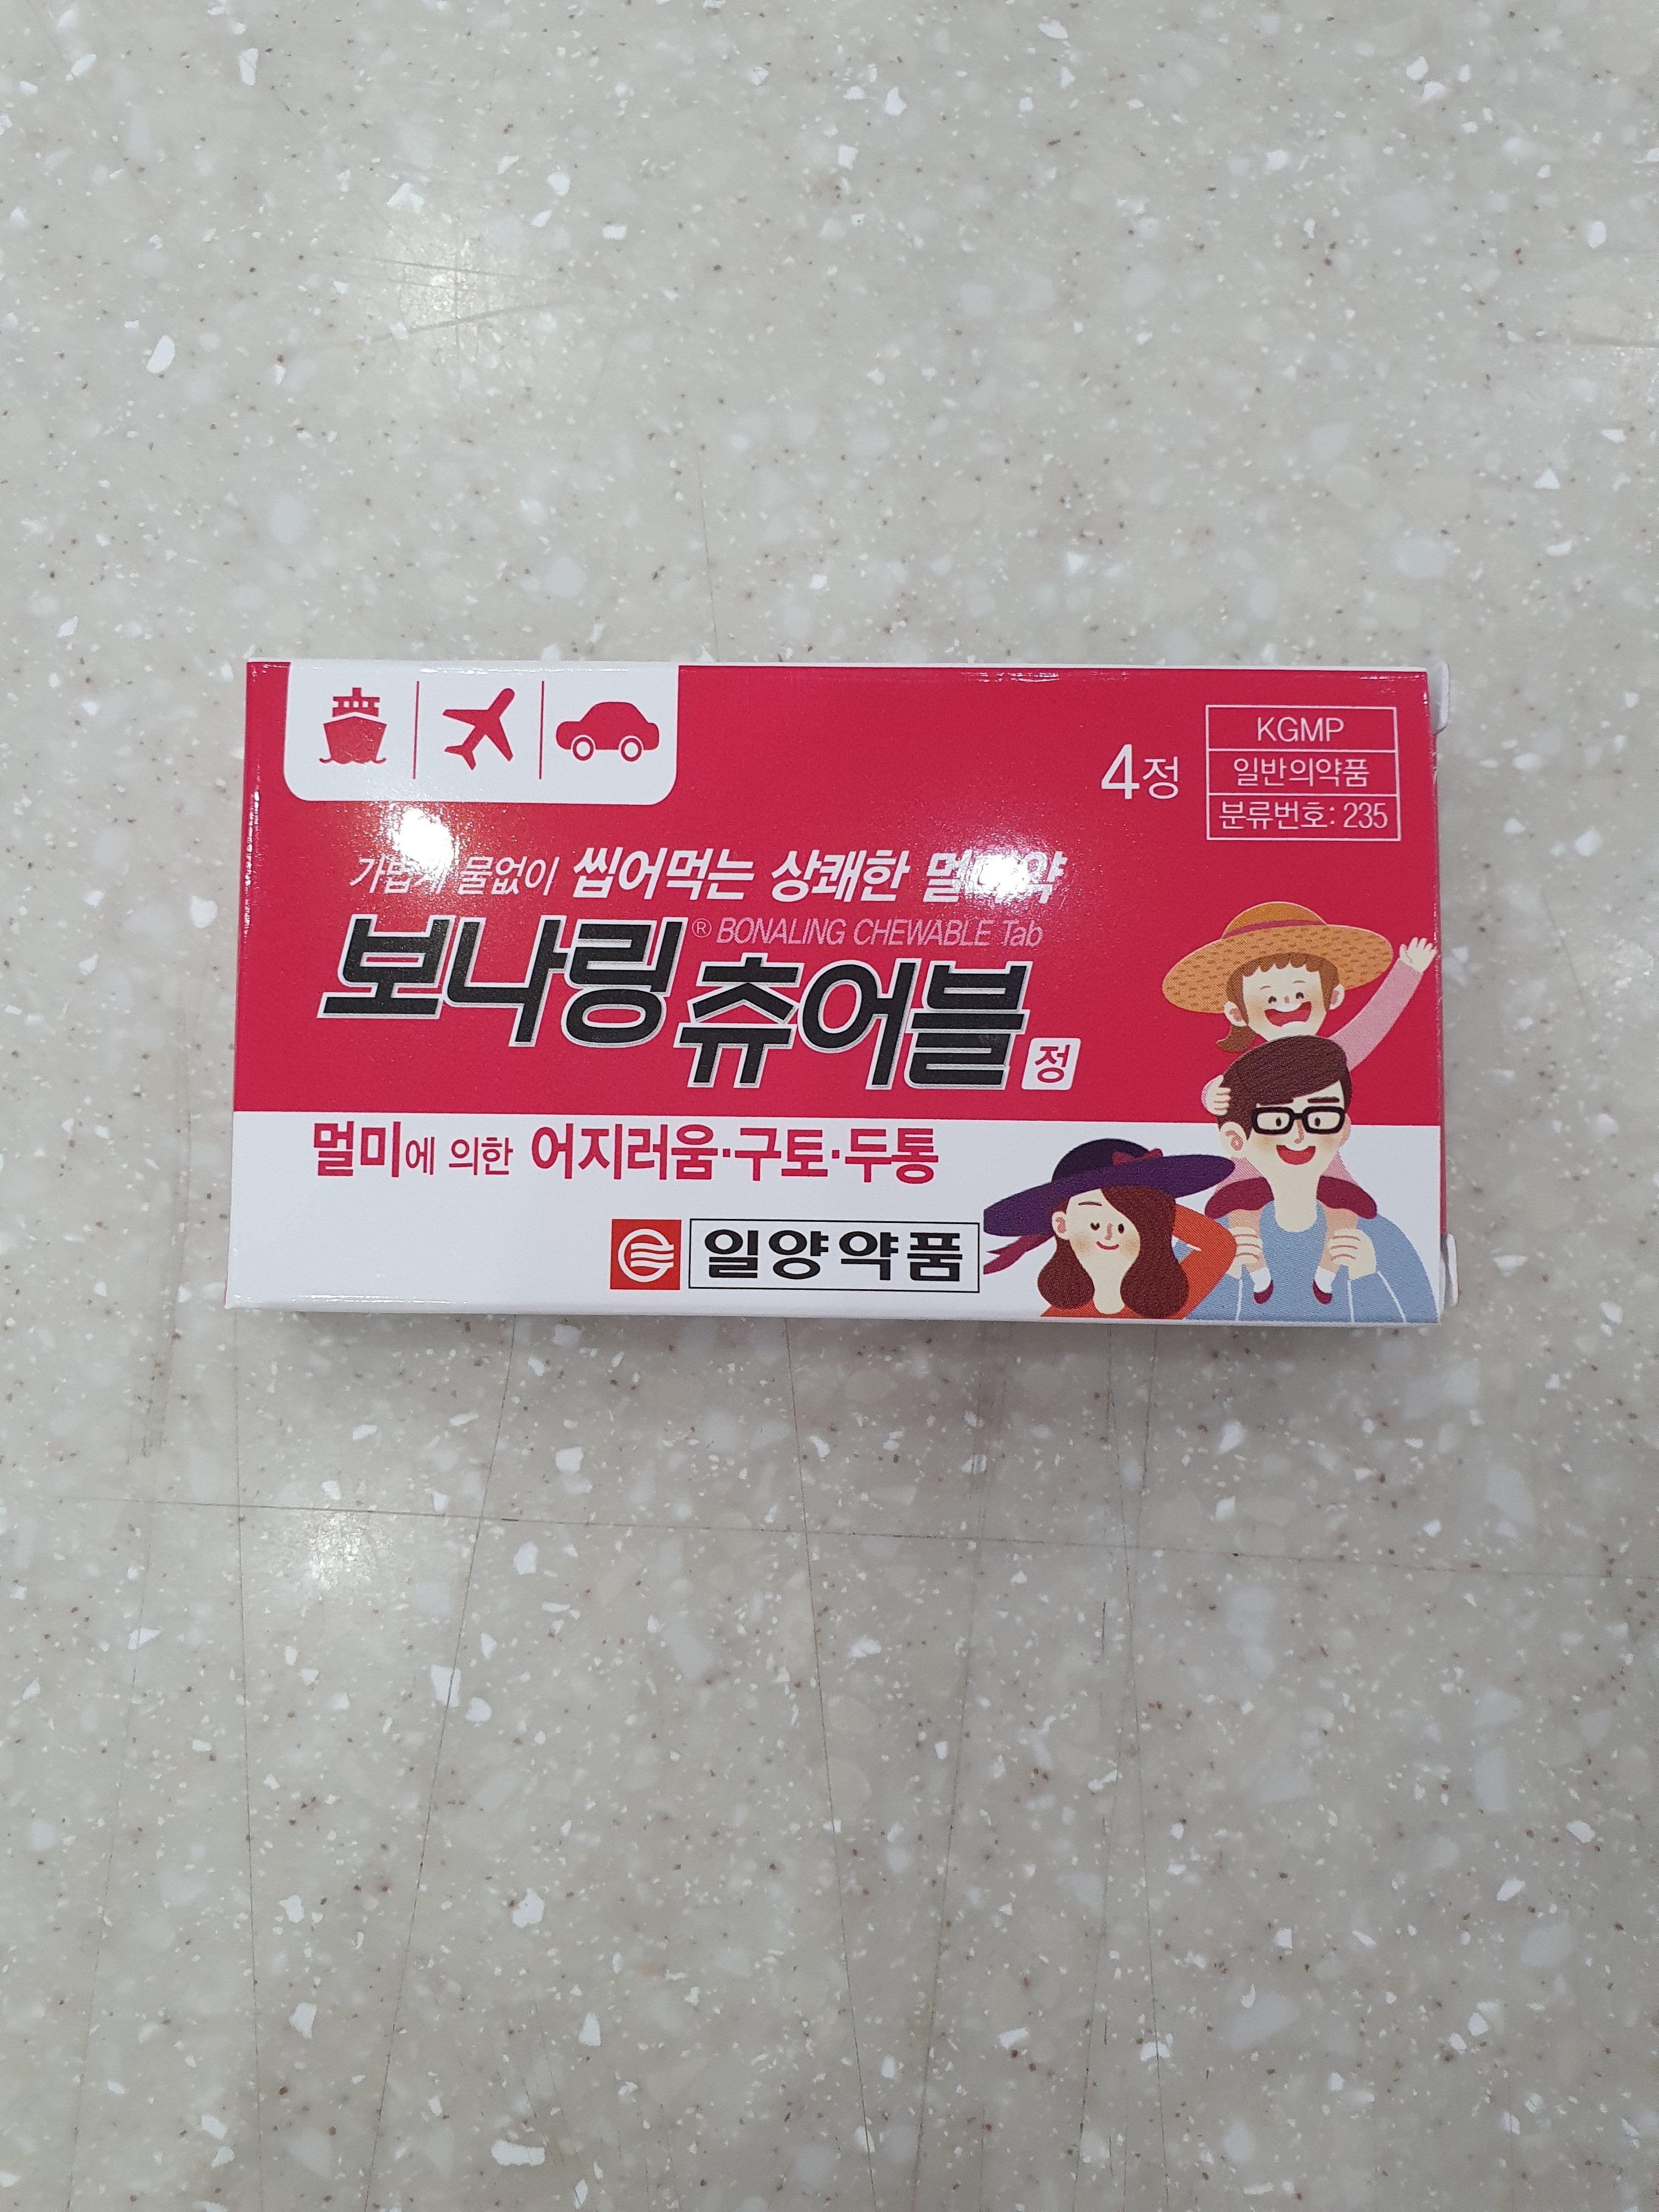 4정
KGMP
일반의약품
분류번호: 235
물없이 씹어먹는 상쾌한
보나링® BONALING CHEWABLE Tab
츄어블정
멀미에 의한 어지러움·구토·두통
일양약품